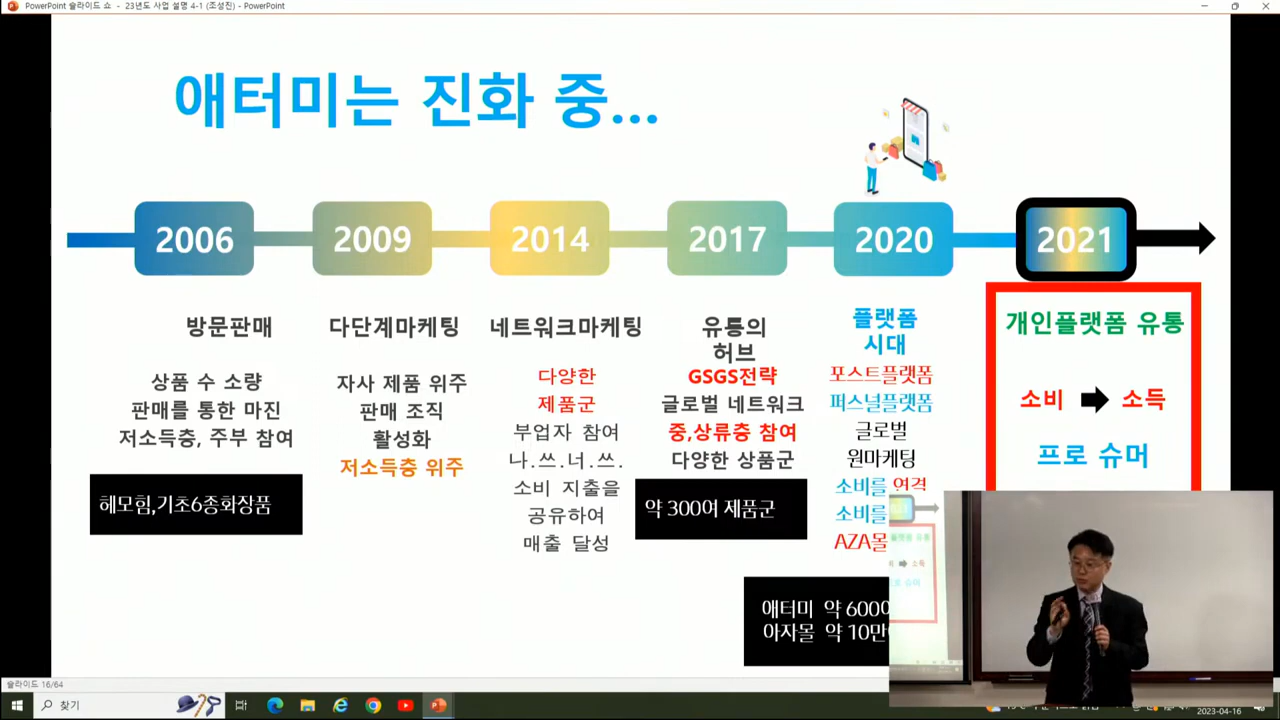 PowerPoint 슬라이드 쇼 - 23년도 사업 설명 4-1 (조성진) - PowerPoint
애터미는 진화 중...
2006
2009
2014
2017
2020
2021
방문판매
상품 수 소량
판매를 통한 마진
저소득층, 주부 참여
헤모힘,기초6종화장품
다단계마케팅
자사 제품 위주
판매 조직
활성화
저소득층 위주
네트워크마케팅
다양한
제품군
부업자 참여
나.쓰.너.쓰.
소비 지출을
공유하여
매출 달성
유통의
허브
GSGS전략
글로벌 네트워크
중,상류층 참여
다양한 상품군
약 300여 제품군
플랫폼
시대
포스트플랫폼
퍼스널플랫폼
글로벌
원마케팅
소비를 연격
소비를
AZA몰
애터미 약 600
아자몰 약 10만
개인플랫폼 유통
소비 소득
프로 슈머
슬라이드 16/64
찾기
2023-04-16